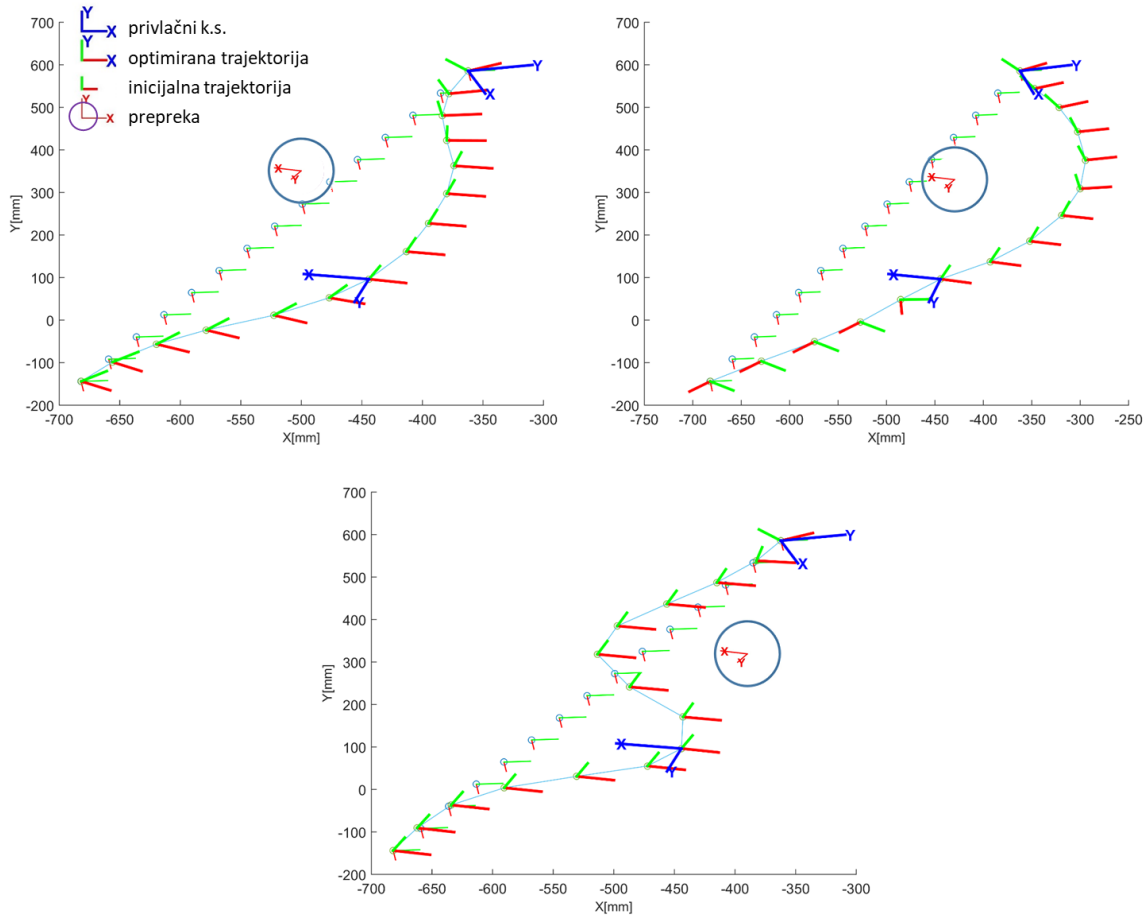 Y
X privlačni k.s.
Y
X optimirana trajektorija
inicijalna trajektorija
Y
X prepreka
700
600
500
400
300
200
100
0
-100
-200
Y[mm]
Y
X
X
Y
X
Y
-700 -650 -600 -550 -500 -450 -400 -350 -300
X[mm]
700
600
500
400
300
200
100
0
-100
-200
Y[mm]
Y
X
X
Y
X
Y
-750 -700 -650 -600 -550 -500 -450 -400 -350 -300 -250
X[mm]
700
600
500
400
300
200
100
0
-100
-200
Y[mm]
Y
X
X
Y
X
Y
-700 -650 -600 -550 -500 -450 -400 -350 -300
X[mm]